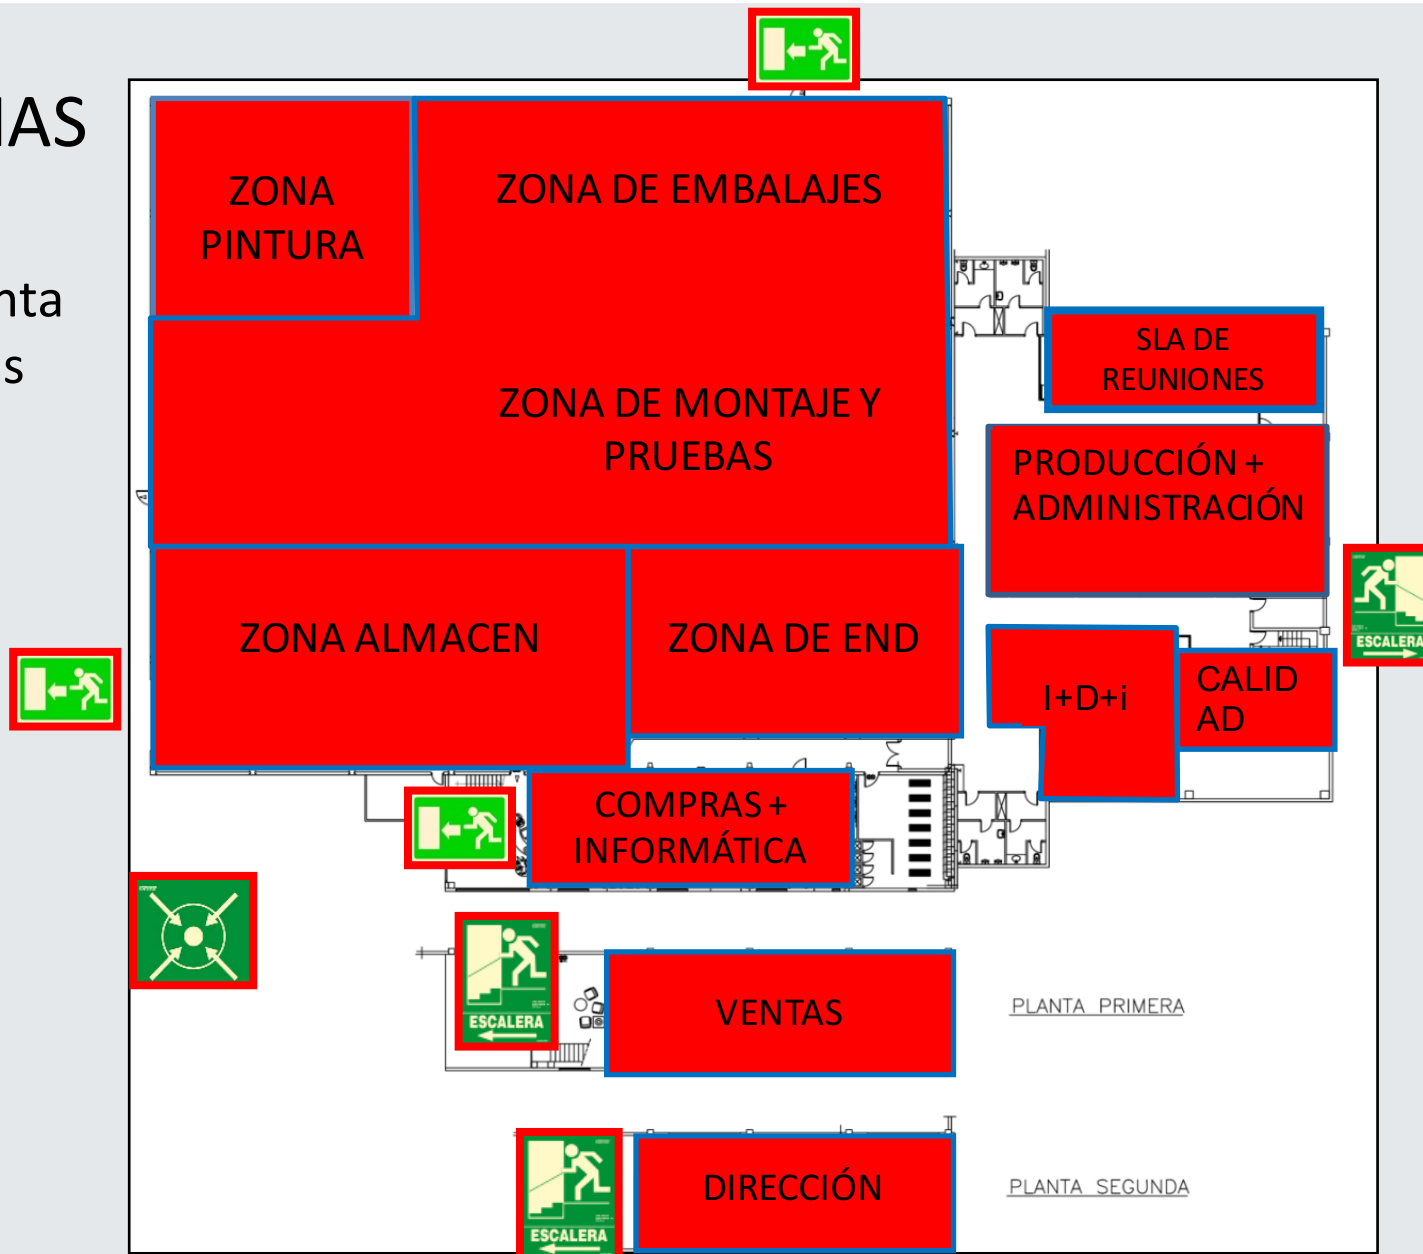 IAS
nta
s
ZONA
PINTURA
ZONA DE EMBALAJES
SLA DE
REUNIONES
ZONA DE MONTAJE Y
PRUEBAS
PRODUCCIÓN +
ADMINISTRACIÓN
ESCALERA
ZONA ALMACEN
ZONA DE END
I+D+i
CALID
AD
COMPRAS +
INFORMÁTICA
ESCALERA
VENTAS
PLANTA PRIMERA
DIRECCIÓN
PLANTA SEGUNDA
ESCALERA